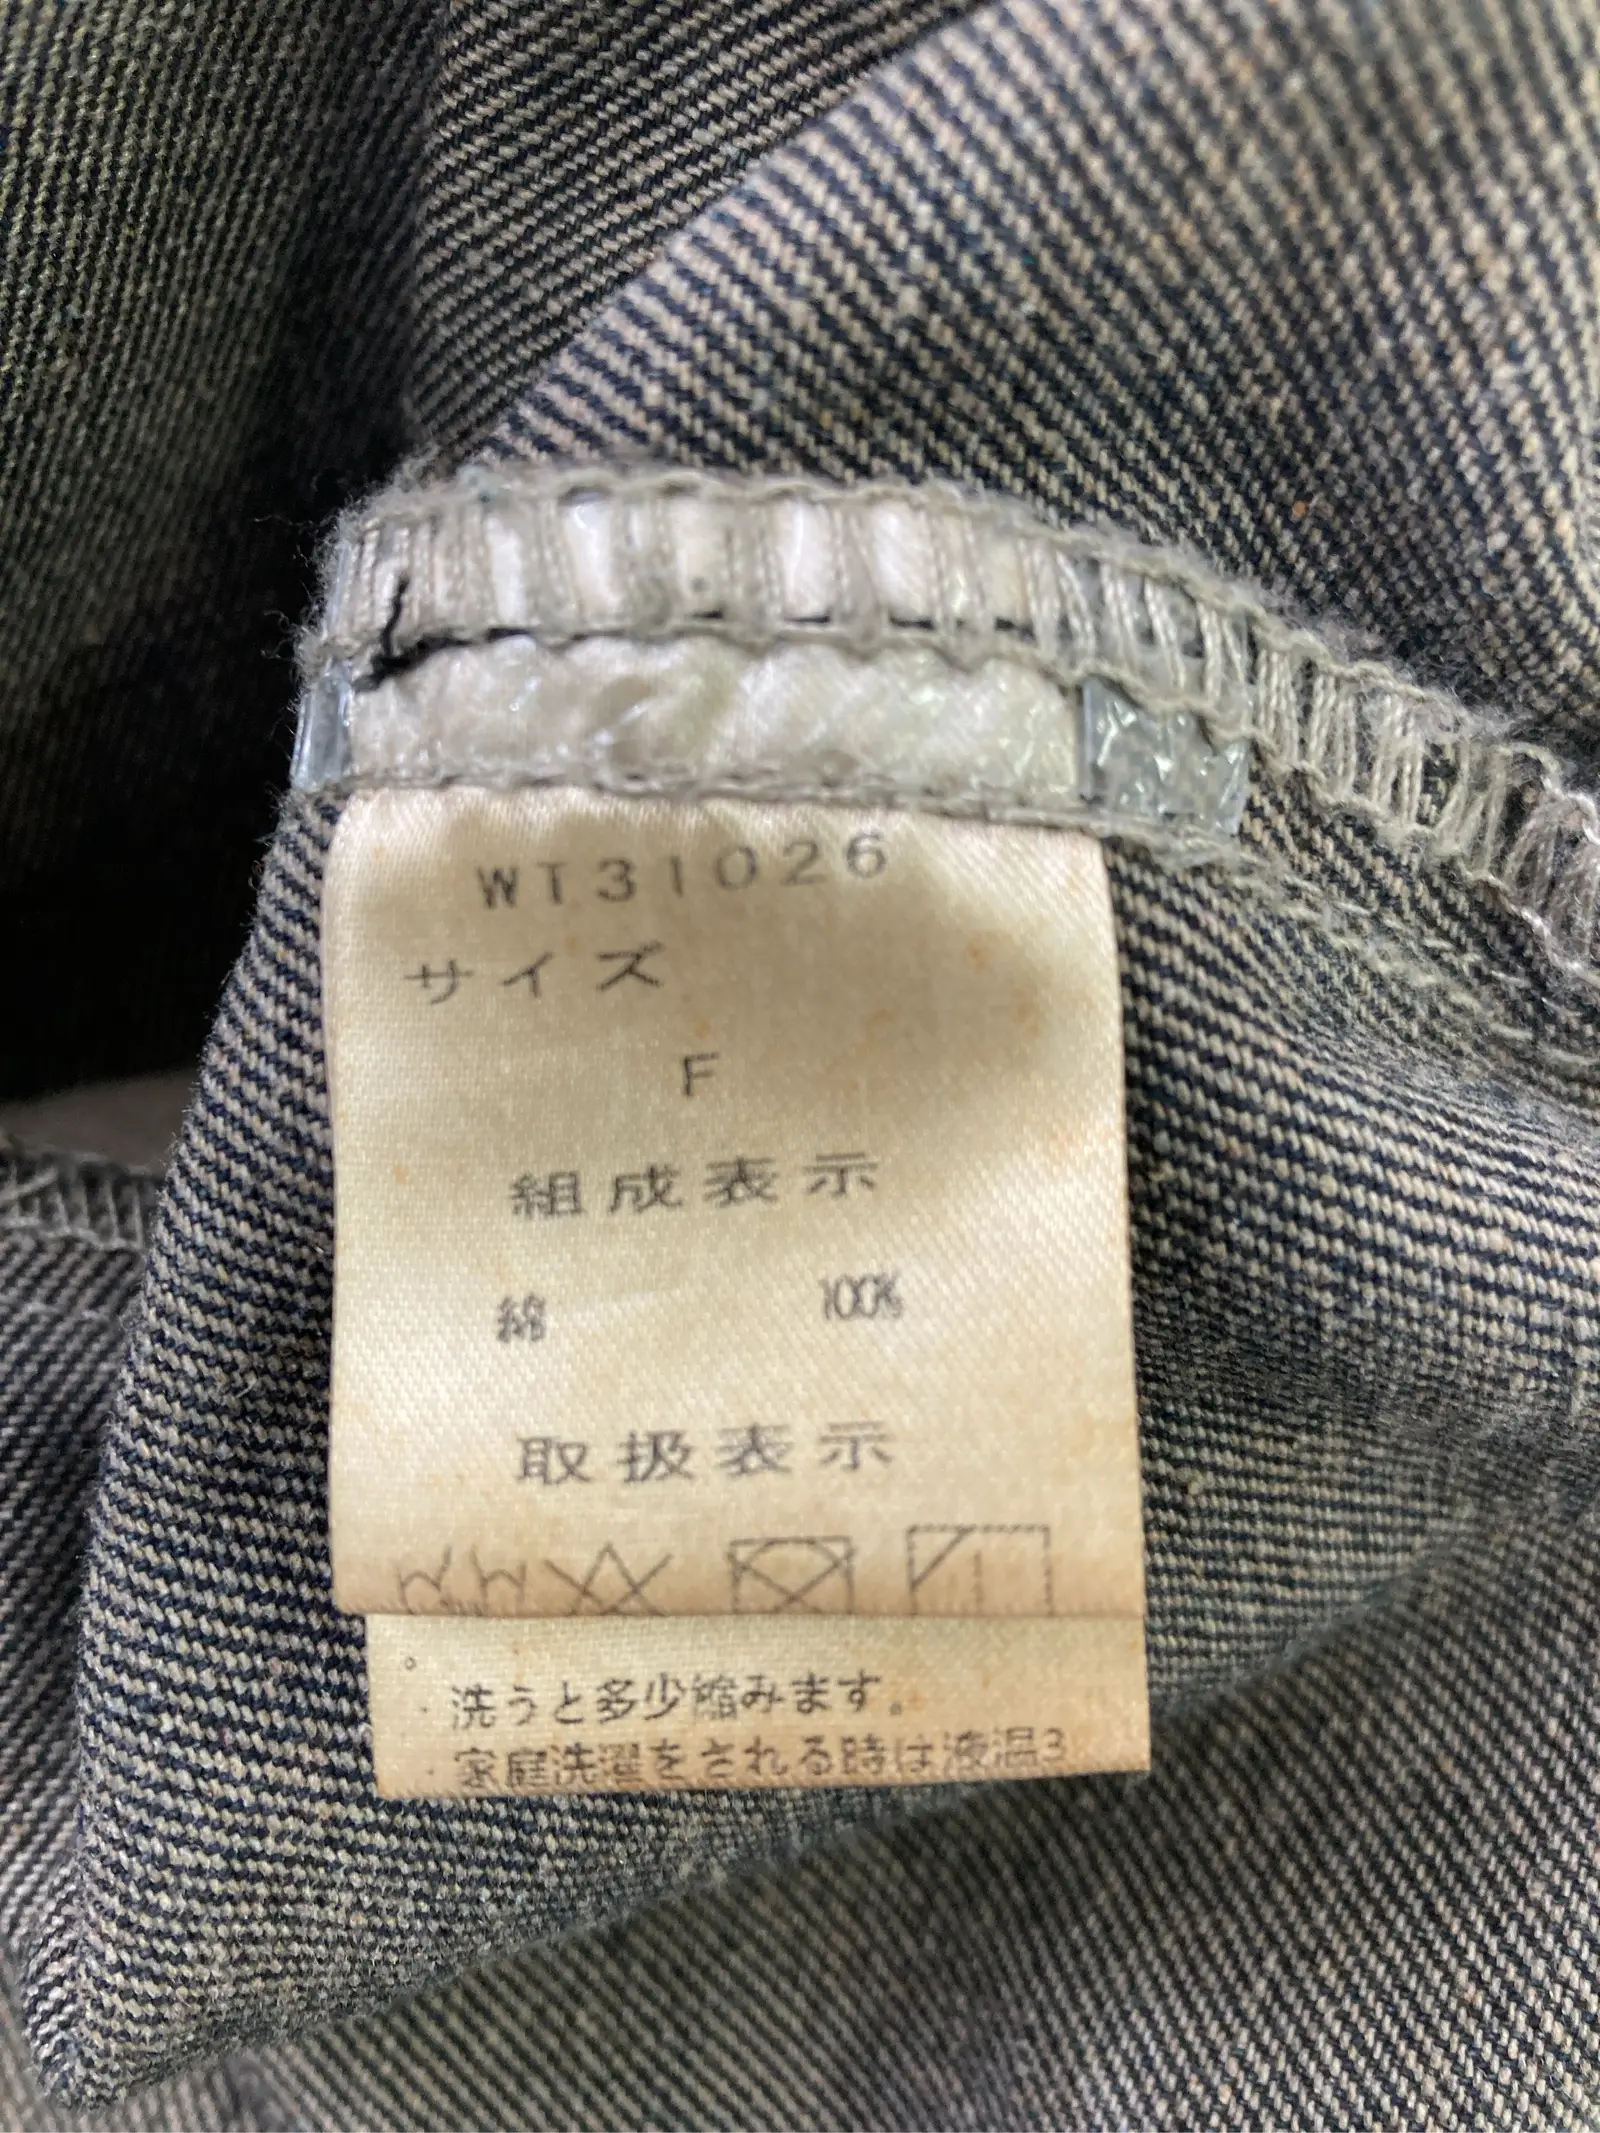 WT31026
サイズ
F
組成表示
綿 100%
取扱表示
。
・洗うと多少縮みます。
・家庭洗濯をされる時は液温3